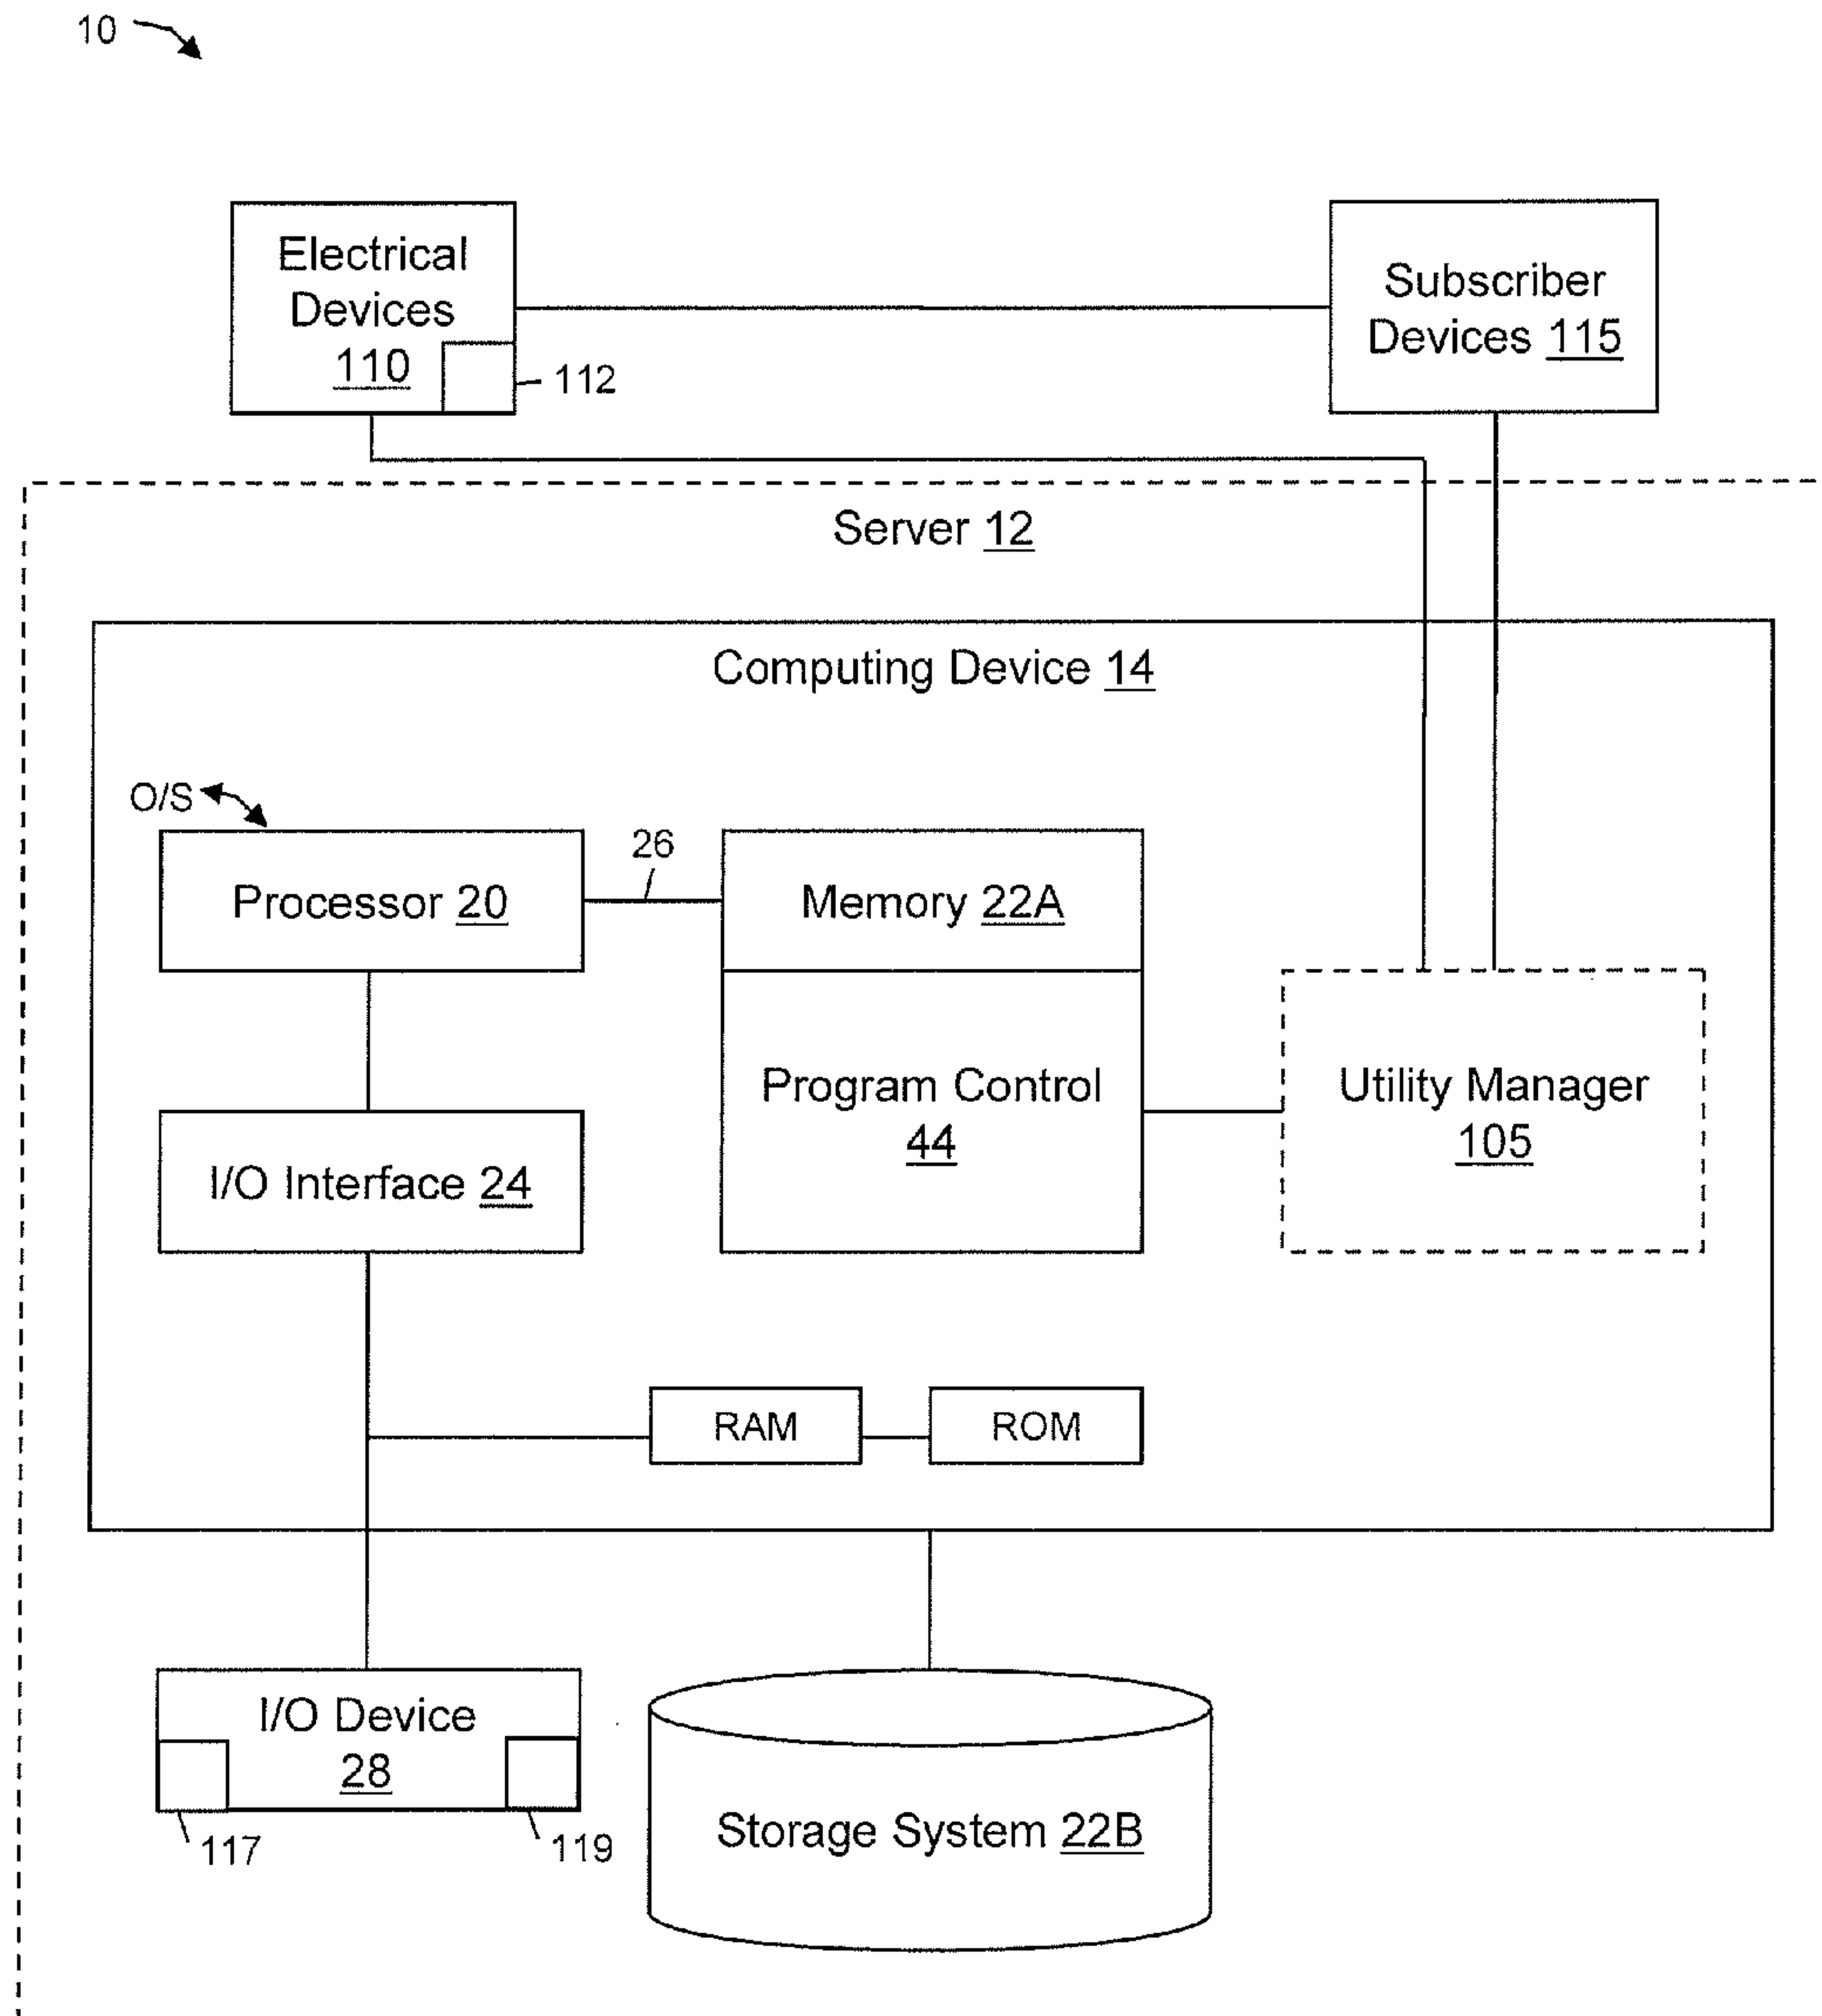 10
Electrical
Devices
110
112
Subscriber
Devices 115
Server 12
Computing Device 14
O/S
Processor 20
26
Memory 22A
Program Control
44
Utility Manager
105
I/O Interface 24
RAM
ROM
I/O Device
28
117
119
Storage System 22B